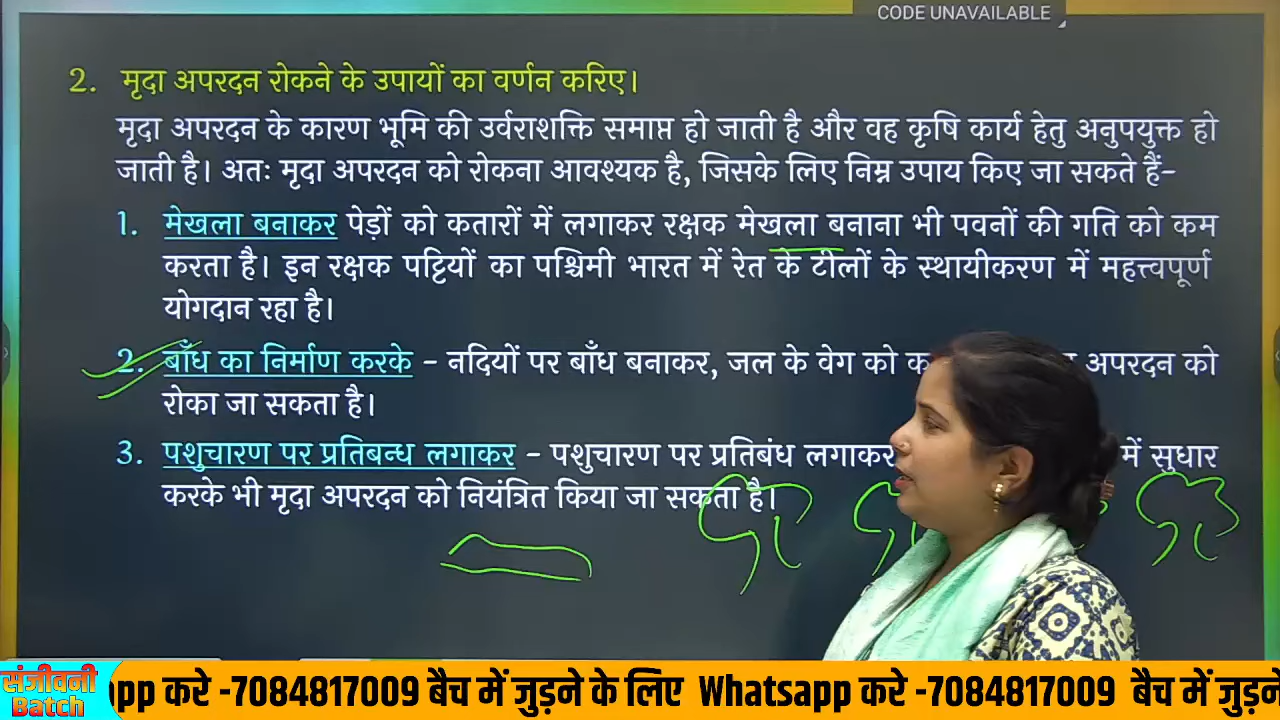 CODE UNAVAILABLE
2. मृदा अपरदन रोकने के उपायों का वर्णन करिए।
मृदा अपरदन के कारण भूमि की उर्वराशक्ति समाप्त हो जाती है और वह कृषि कार्य हेतु अनुपयुक्त हो
जाती है। अतः मृदा अपरदन को रोकना आवश्यक है, जिसके लिए निम्न उपाय किए जा सकते हैं-
1. मेखला बनाकर पेड़ों को कतारों में लगाकर रक्षक मेखला बनाना भी पवनों की गति को कम
करता है। इन रक्षक पट्टियों का पश्चिमी भारत में रेत के टीलों के स्थायीकरण में महत्त्वपूर्ण
योगदान रहा है।
2. बाँध का निर्माण करके - नदियों पर बाँध बनाकर, जल के वेग को अपरदन को
रोका जा सकता है।
3. पशुचारण पर प्रतिबन्ध लगाकर - पशुचारण पर प्रतिबंध लगाकर में सुधार
करके भी मृदा अपरदन को नियंत्रित किया जा सकता है।
संजीवनी
Batch
pp करे -7084817009 बैच में जुड़ने के लिए Whatsapp करे -7084817009 बैच में जुड़ने